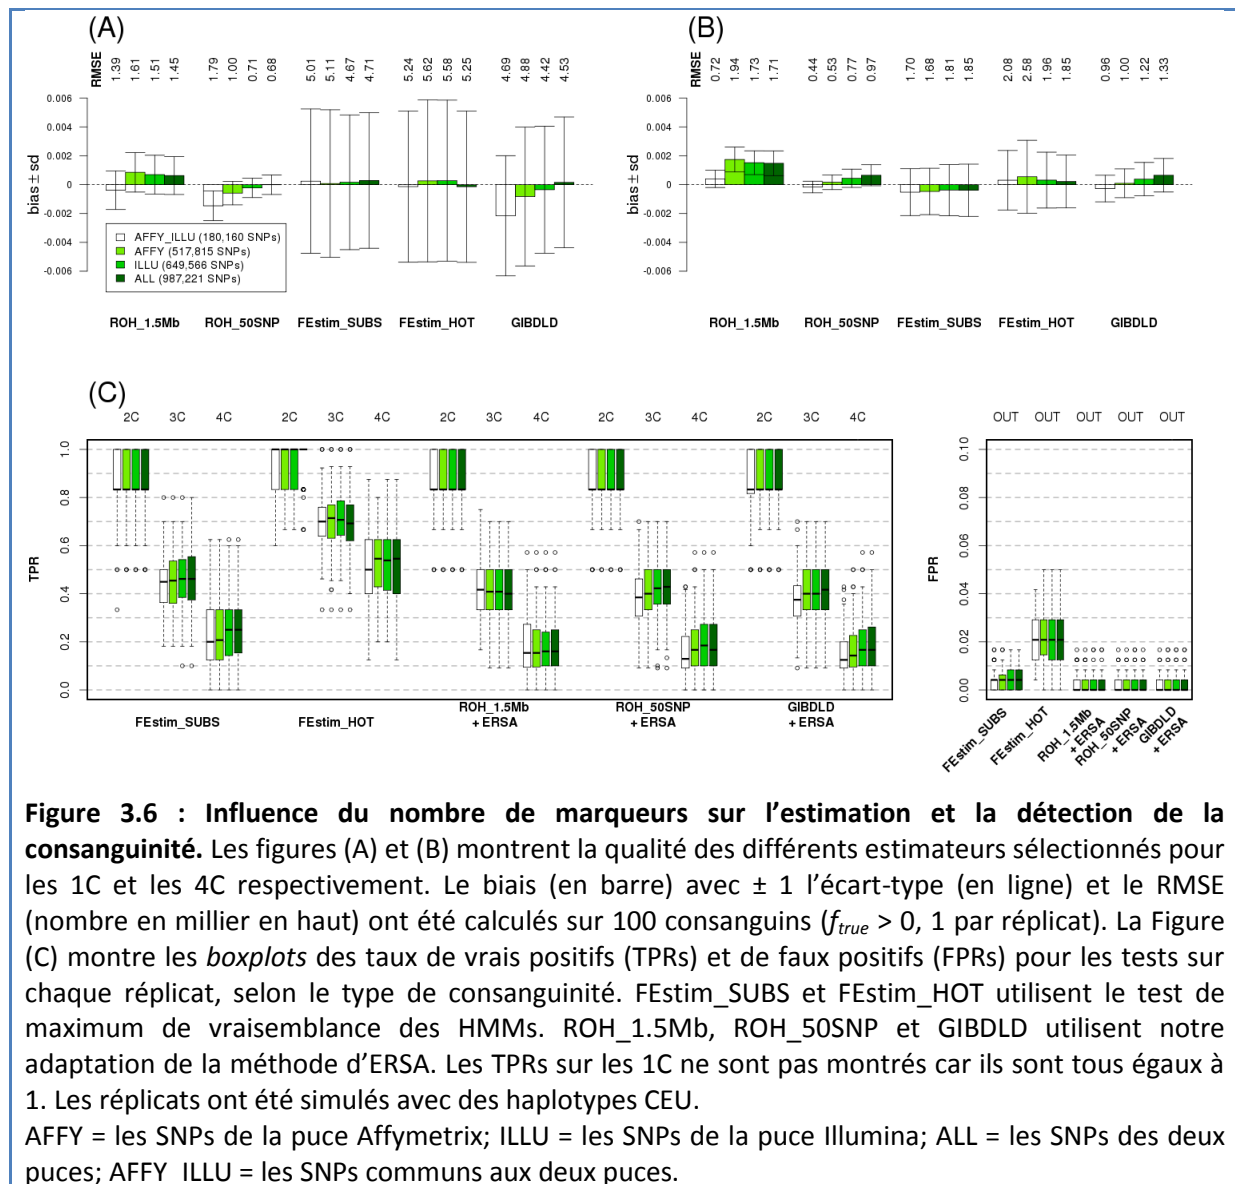 (A)
(B)
RMSE
1.39 1.61 1.51 1.45 1.79 1.00 0.71 0.68 5.01 5.11 4.67 4.71 5.24 5.62 5.58 5.25 4.69 4.88 4.42 4.53
RMSE
0.72 1.94 1.73 1.71 0.44 0.53 0.77 0.97 1.70 1.68 1.81 1.85 2.08 2.58 1.96 1.85 0.96 1.00 1.22 1.33
bias ± sd
0.006
0.004
0.002
0
-0.002
-0.004
-0.006
AFFY_ILLU (180,160 SNPs)
AFFY (517,815 SNPs)
ILLU (649,566 SNPs)
ALL (987,221 SNPs)
ROH_1.5Mb ROH_50SNP FEstim_SUBS FEstim_HOT GIBDLD
bias ± sd
0.006
0.004
0.002
0
-0.002
-0.004
-0.006
ROH_1.5Mb ROH_50SNP FEstim_SUBS FEstim_HOT GIBDLD
(C)
2C 3C 4C 2C 3C 4C 2C 3C 4C 2C 3C 4C 2C 3C 4C
TPR
1.0
0.8
0.6
0.4
0.2
0.0
FEstim_SUBS FEstim_HOT ROH_1.5Mb + ERSA ROH_50SNP + ERSA GIBDLD + ERSA
OUT OUT OUT OUT OUT
FPR
0.10
0.08
0.06
0.04
0.02
0.00
FEstim_SUBS
FEstim_HOT
ROH_1.5Mb + ERSA
ROH_50SNP + ERSA
GIBDLD + ERSA
Figure 3.6 : Influence du nombre de marqueurs sur l’estimation et la détection de la
consanguinité. Les figures (A) et (B) montrent la qualité des différents estimateurs sélectionnés pour
les 1C et les 4C respectivement. Le biais (en barre) avec ± 1 l’écart-type (en ligne) et le RMSE
(nombre en millier en haut) ont été calculés sur 100 consanguins (ftrue > 0, 1 par réplicat). La Figure
(C) montre les boxplots des taux de vrais positifs (TPRs) et de faux positifs (FPRs) pour les tests sur
chaque réplicat, selon le type de consanguinité. FEstim_SUBS et FEstim_HOT utilisent le test de
maximum de vraisemblance des HMMs. ROH_1.5Mb, ROH_50SNP et GIBDLD utilisent notre
adaptation de la méthode d’ERSA. Les TPRs sur les 1C ne sont pas montrés car ils sont tous égaux à
1. Les réplicats ont été simulés avec des haplotypes CEU.
AFFY = les SNPs de la puce Affymetrix; ILLU = les SNPs de la puce Illumina; ALL = les SNPs des deux
puces; AFFY_ILLU = les SNPs communs aux deux puces.